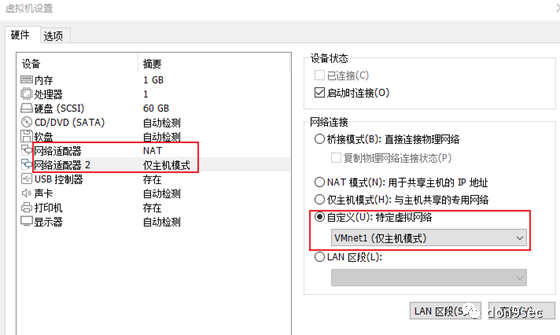 虚拟机设置
硬件 选项
设备 摘要
内存 1 GB
处理器 1
硬盘 (SCSI) 60 GB
CD/DVD (SATA) 自动检测
软盘 自动检测
网络适配器 NAT
网络适配器 2 仅主机模式
USB 控制器 存在
声卡 自动检测
打印机 存在
显示器 自动检测
设备状态
已连接(C)
启动时连接(O)
网络连接
桥接模式(B): 直接连接物理网络
复制物理网络连接状态(P)
NAT 模式(N): 用于共享主机的 IP 地址
仅主机模式(H): 与主机共享的专用网络
自定义(U): 特定虚拟网络
VMnet1 (仅主机模式)
LAN 区段(L):
LAN 区段(S)...
don9sec